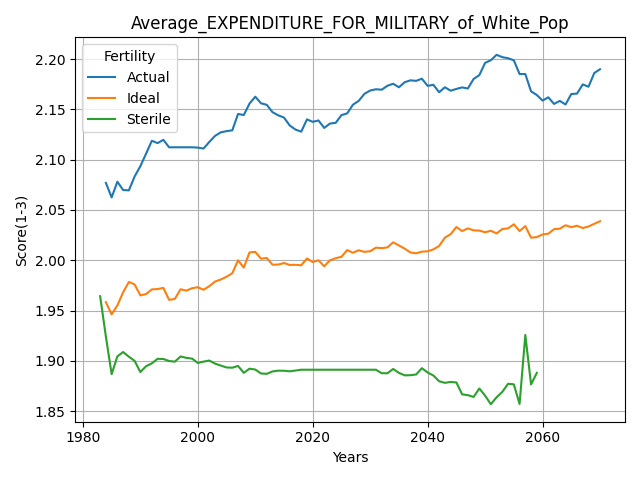 Average_EXPENDITURE_FOR_MILITARY_of_White_Pop
Fertility
Actual
Ideal
Sterile
Score(1-3)
2.20
2.15
2.10
2.05
2.00
1.95
1.90
1.85
1980
2000
2020
2040
2060
Years